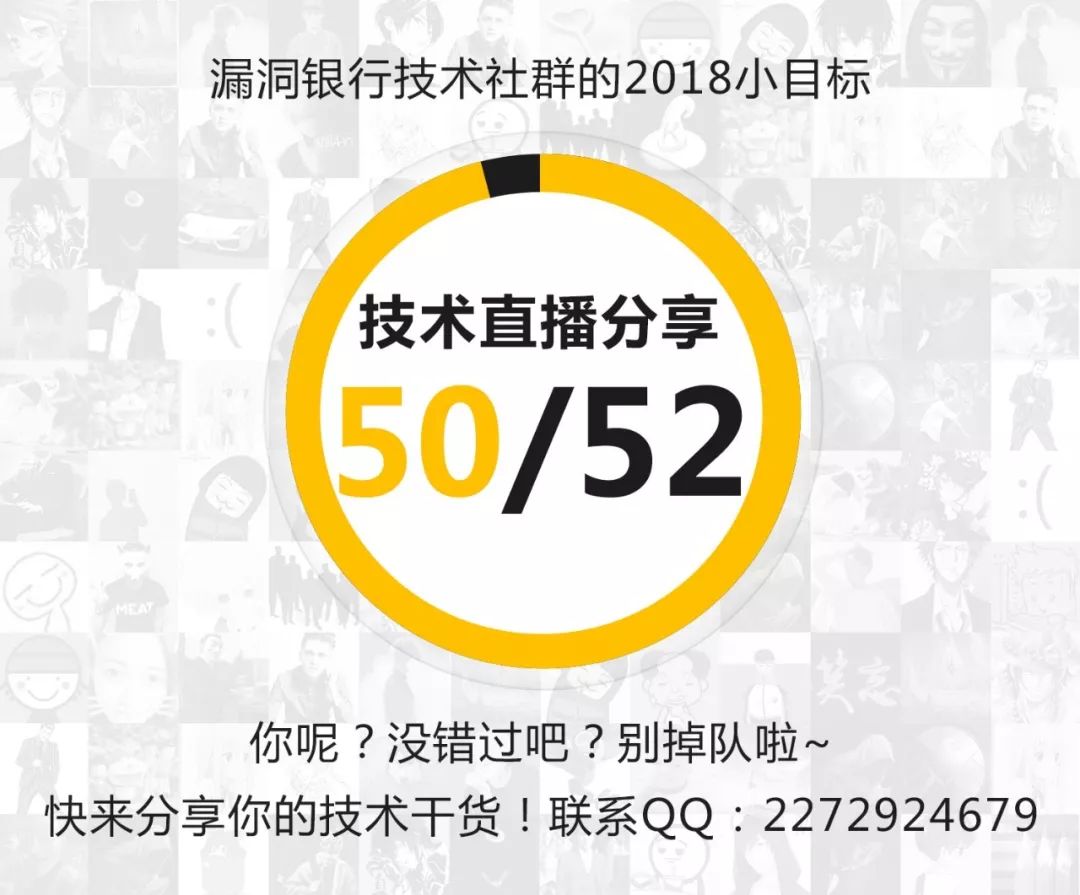 漏洞银行技术社群的2018小目标
技术直播分享
50/52
你呢？没错过吧？别掉队啦~
快来分享你的技术干货！联系QQ：2272924679
MEAT